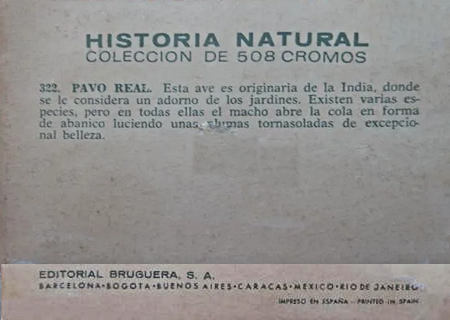 HISTORIA NATURAL
COLECCION DE 508 CROMOS
322. PAVO REAL. Esta ave es originaria de la India, donde
se le considera un adorno de los jardines. Existen varias es-
pecies, pero en todas ellas el macho abre la cola en forma
de abanico luciendo unas plumas tornasoladas de excepcio-
nal belleza.
EDITORIAL BRUGUERA, S. A.
BARCELONA•BOGOTA•BUENOS AIRES•CARACAS•MEXICO•RIO DE JANEIRO
IMPRESO EN ESPAÑA - PRINTED IN SPAIN